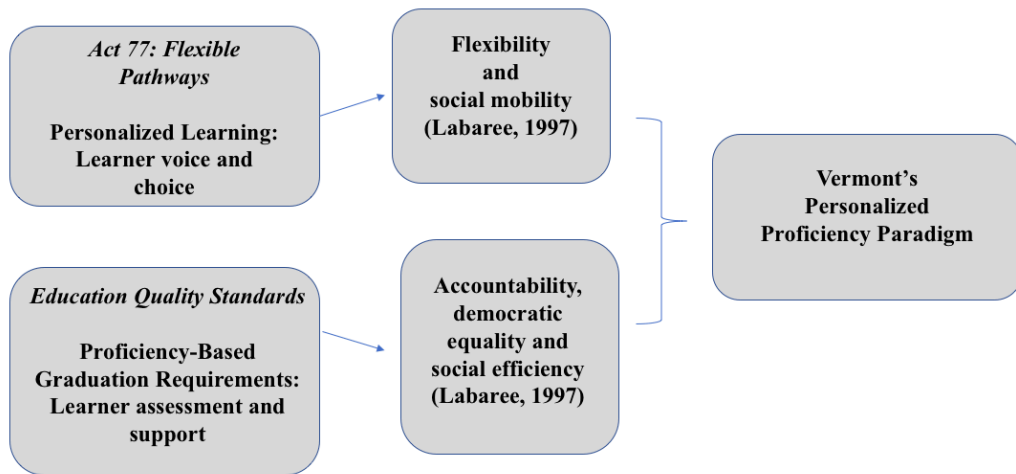 Act 77: Flexible
Pathways
Personalized Learning:
Learner voice and
choice
Flexibility
and
social mobility
(Labaree, 1997)
Education Quality Standards
Proficiency-Based
Graduation Requirements:
Learner assessment and
support
Accountability,
democratic
equality and
social efficiency
(Labaree, 1997)
Vermont’s
Personalized
Proficiency Paradigm